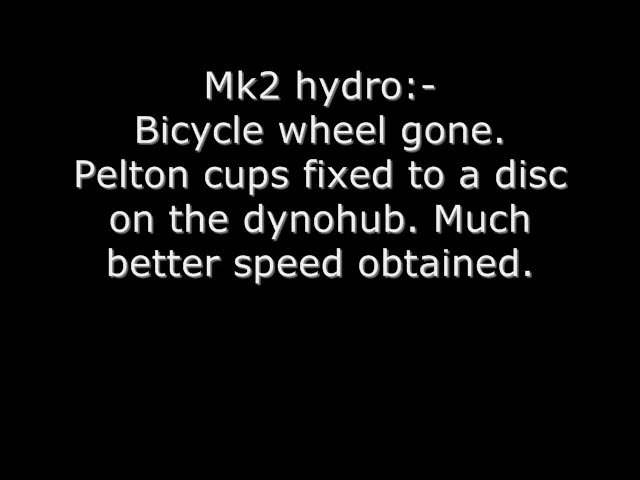 Mk2 hydro:-
Bicycle wheel gone.
Pelton cups fixed to a disc
on the dynohub. Much
better speed obtained.